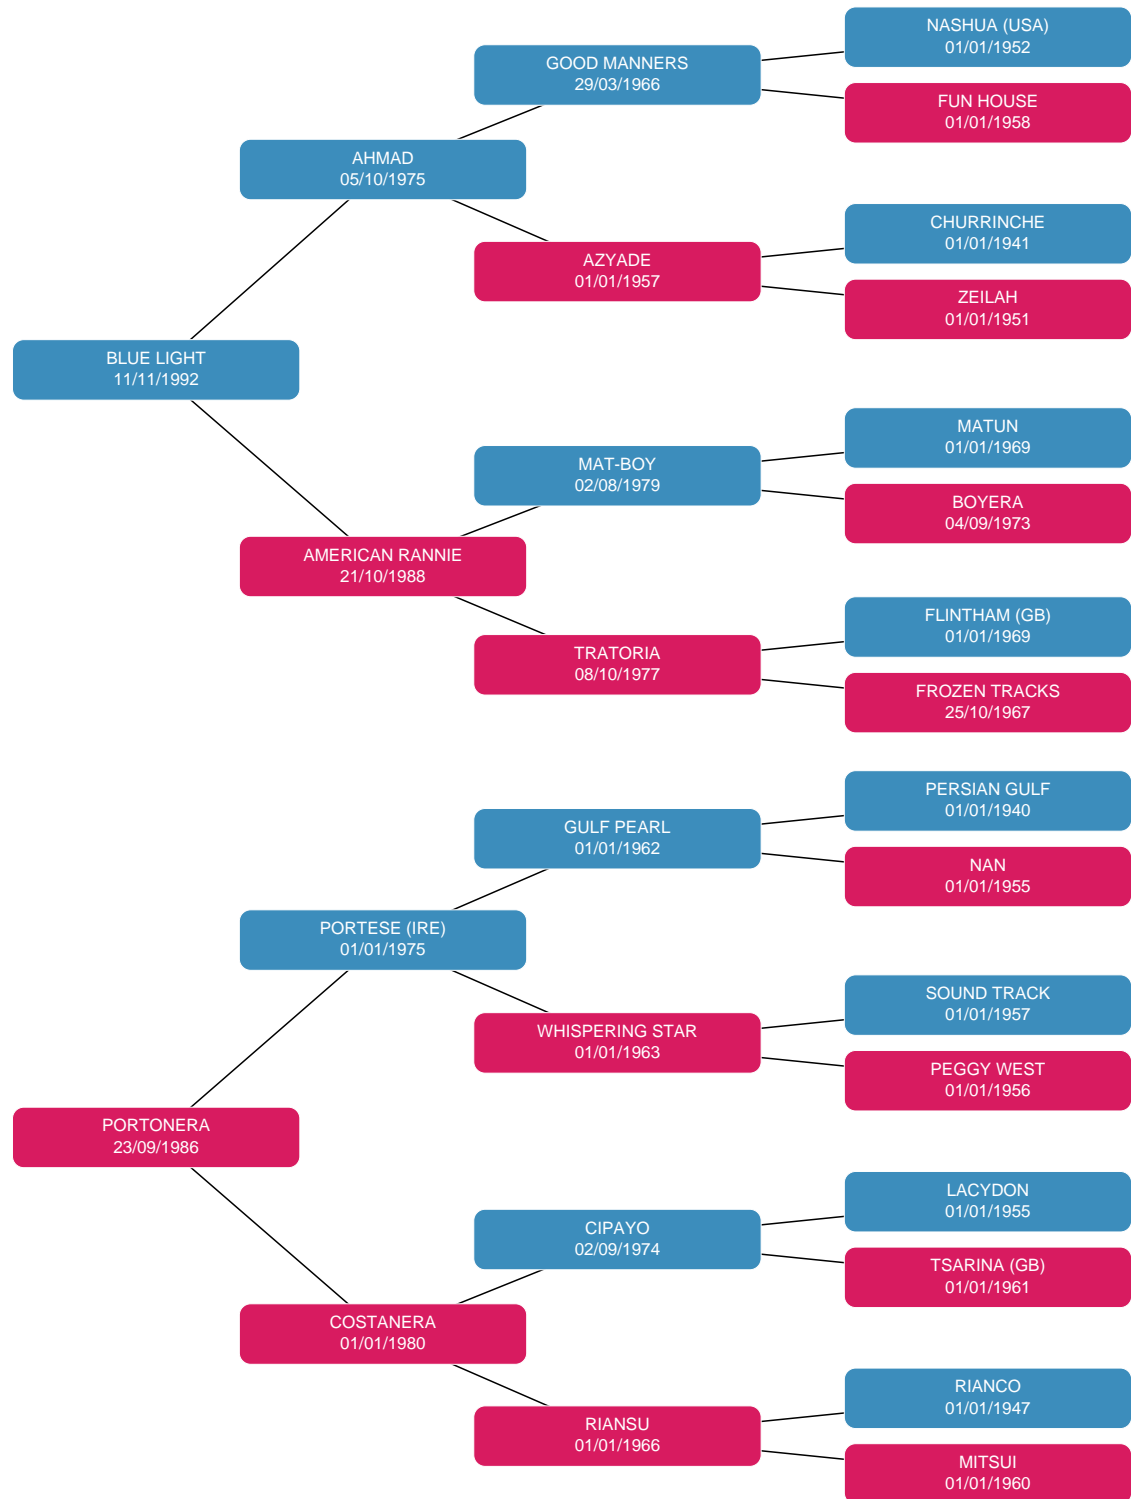 NASHUA (USA)
01/01/1952
GOOD MANNERS
29/03/1966
FUN HOUSE
01/01/1958
AHMAD
05/10/1975
CHURRINCHE
01/01/1941
AZYADE
01/01/1957
ZEILAH
01/01/1951
BLUE LIGHT
11/11/1992
MATUN
01/01/1969
MAT-BOY
02/08/1979
BOYERA
04/09/1973
AMERICAN RANNIE
21/10/1988
FLINTHAM (GB)
01/01/1969
TRATORIA
08/10/1977
FROZEN TRACKS
25/10/1967
PERSIAN GULF
01/01/1940
GULF PEARL
01/01/1962
NAN
01/01/1955
PORTESE (IRE)
01/01/1975
SOUND TRACK
01/01/1957
WHISPERING STAR
01/01/1963
PEGGY WEST
01/01/1956
PORTONERA
23/09/1986
LACYDON
01/01/1955
CIPAYO
02/09/1974
TSARINA (GB)
01/01/1961
COSTANERA
01/01/1980
RIANCO
01/01/1947
RIANSU
01/01/1966
MITSUI
01/01/1960